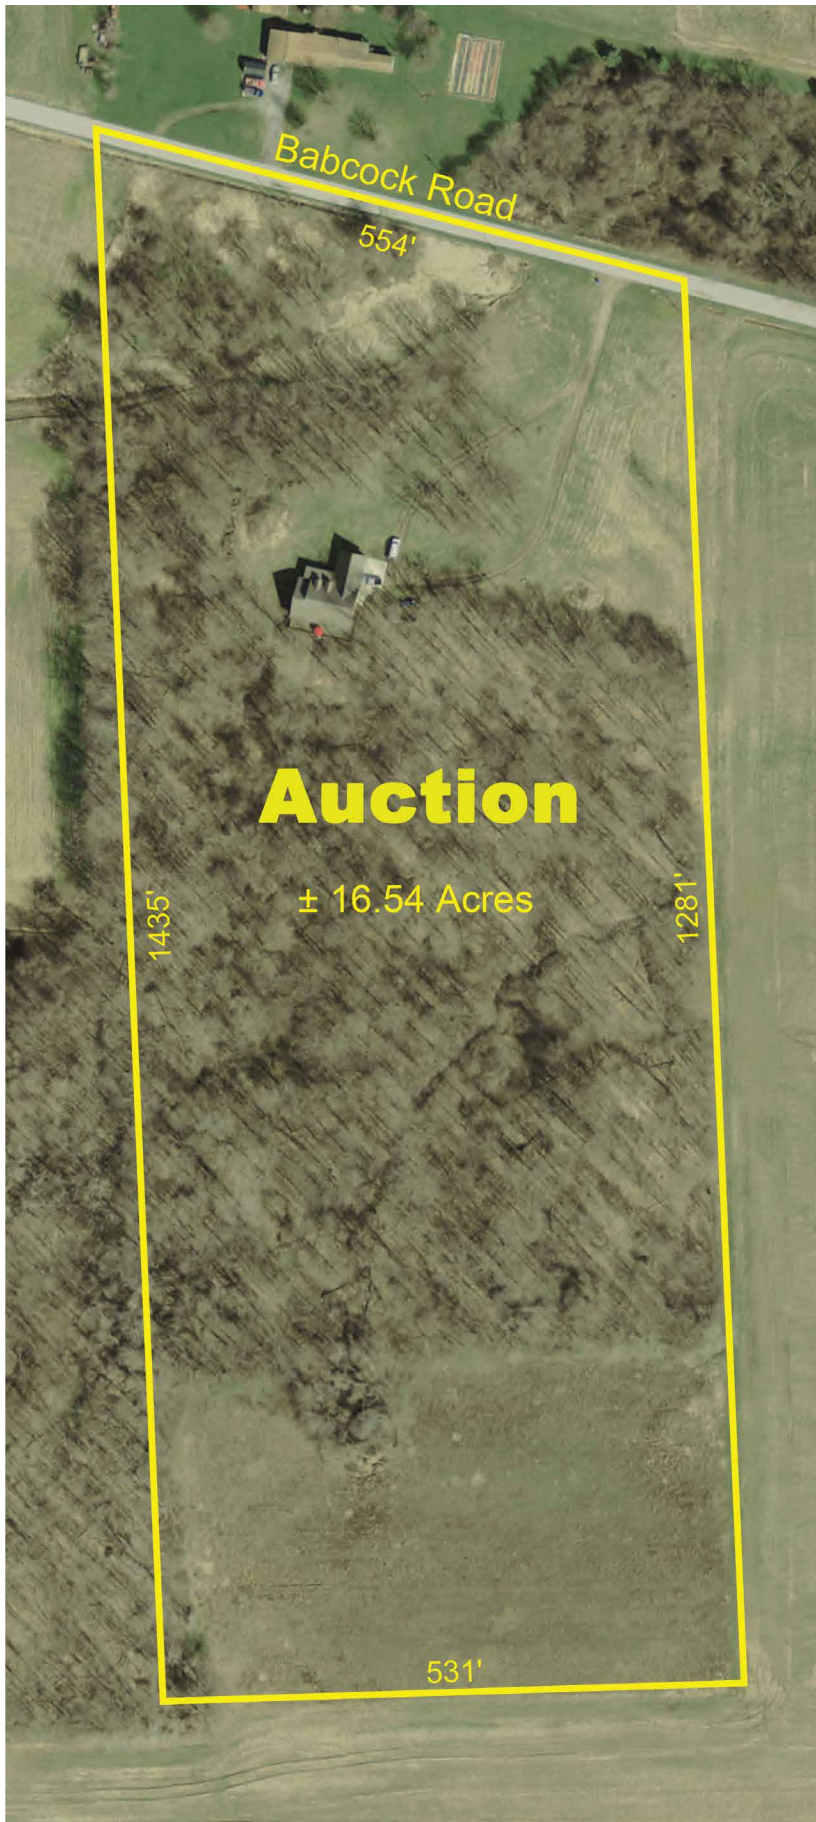 Babcock Road
554'
Auction
± 16.54 Acres
1435'
1281'
531'